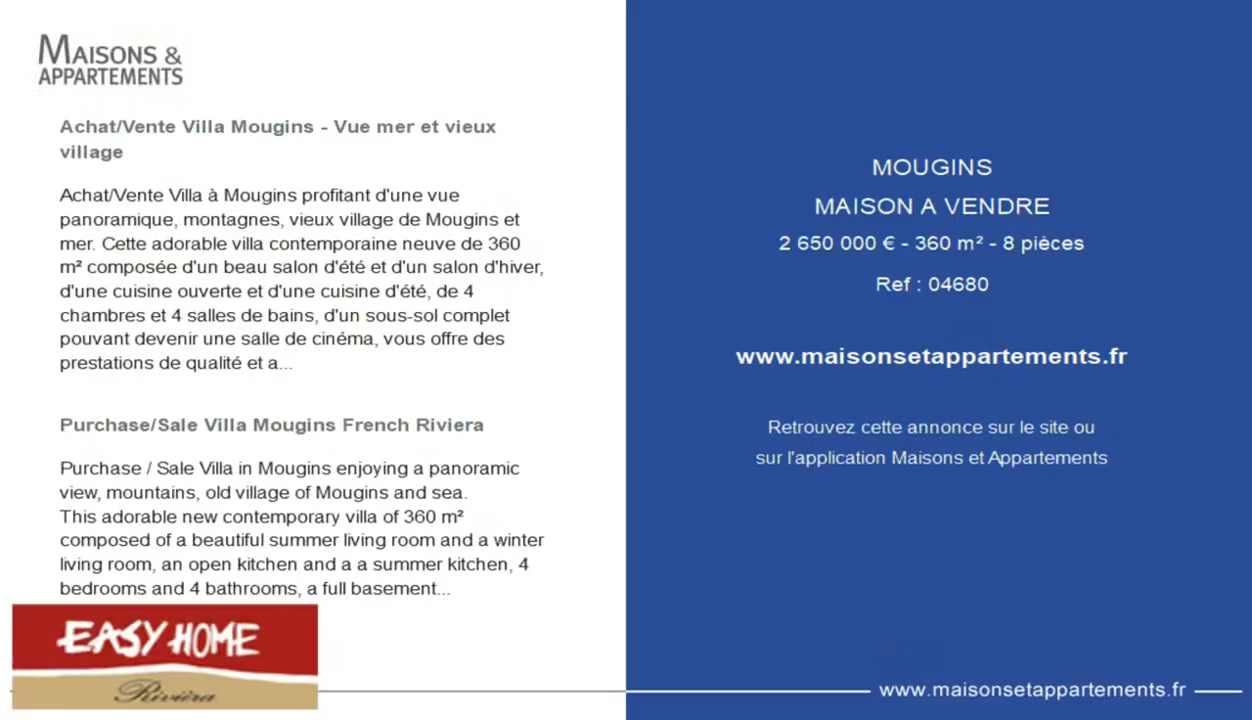 MAISONS &
APPARTEMENTS
Achat/Vente Villa Mougins - Vue mer et vieux
village
Achat/Vente Villa à Mougins profitant d'une vue
panoramique, montagnes, vieux village de Mougins et
mer. Cette adorable villa contemporaine neuve de 360
m² composée d'un beau salon d'été et d'un salon d'hiver,
d'une cuisine ouverte et d'une cuisine d'été, de 4
chambres et 4 salles de bains, d'un sous-sol complet
pouvant devenir une salle de cinéma, vous offre des
prestations de qualité et a...
Purchase/Sale Villa Mougins French Riviera
Purchase / Sale Villa in Mougins enjoying a panoramic
view, mountains, old village of Mougins and sea.
This adorable new contemporary villa of 360 m²
composed of a beautiful summer living room and a winter
living room, an open kitchen and a a summer kitchen, 4
bedrooms and 4 bathrooms, a full basement...
EASY HOME
Rivièra
MOUGINS
MAISON A VENDRE
2 650 000 € - 360 m² - 8 pièces
Ref : 04680
www.maisonsetappartements.fr
Retrouvez cette annonce sur le site ou
sur l'application Maisons et Appartements
www.maisonsetappartements.fr